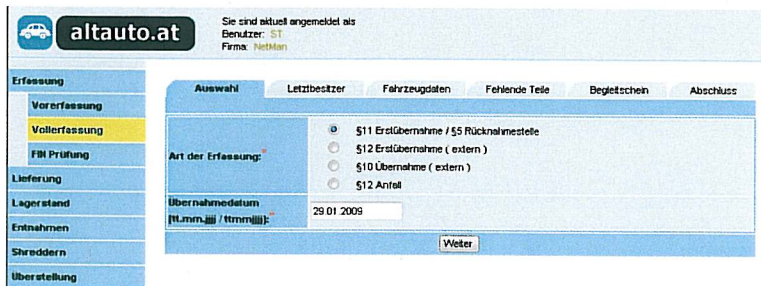 altauto.at
Sie sind aktuell angemeldet als
Benutzer: ST
Firma: NetMan
Erfassung
Vorerfassung
Vollerfassung
FIN Prüfung
Lieferung
Lagerstand
Entnahmen
Shreddern
Überstellung
Auswahl
Letztbesitzer
Fahrzeugdaten
Fehlende Teile
Begleitschein
Abschluss
Art der Erfassung:*
§11 Erstübernahme / §5 Rücknahmestelle
§12 Erstübernahme ( extern )
§10 Übernahme ( extern )
§12 Anfall
Übernahmedatum
[tt.mm.jjjj / ttmmjjjj]:*
29.01.2009
Weiter